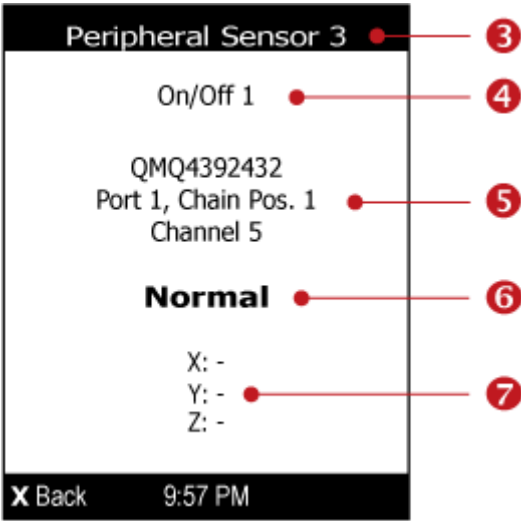 Peripheral Sensor 3
3
On/Off 1
4
QMQ4392432
Port 1, Chain Pos. 1
5
Channel 5
Normal
6
X: -
Y: -
7
Z: -
X Back 9:57 PM